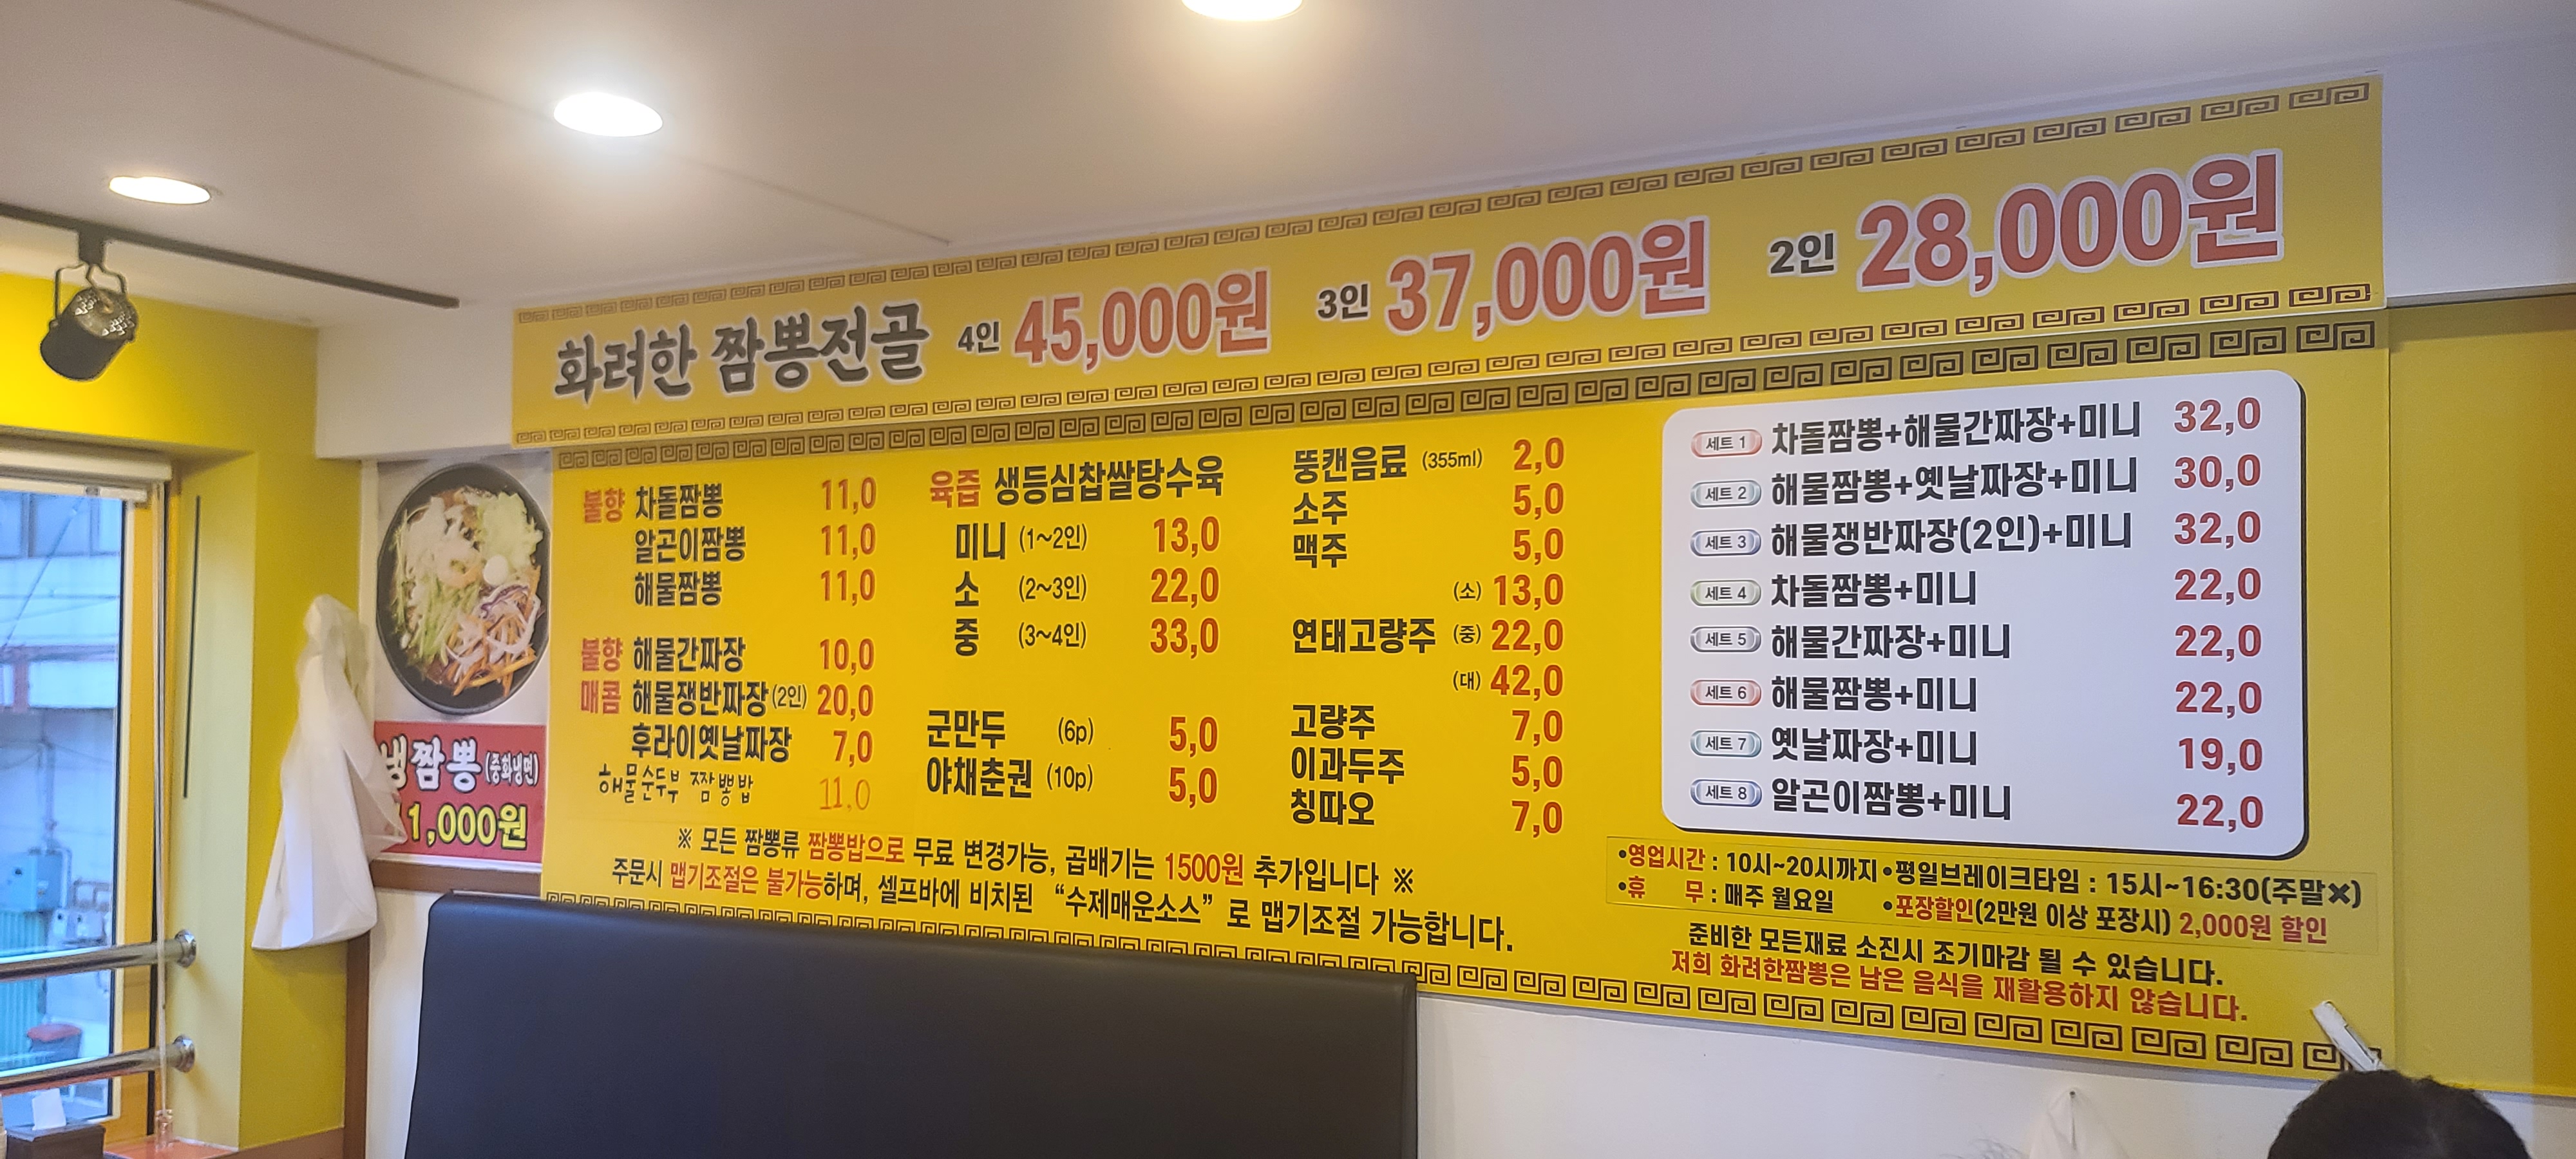 화려한 짬뽕전골 4인 45,000원 3인 37,000원 2인 28,000원
불향 차돌짬뽕 11,0
알곤이짬뽕 11,0
해물짬뽕 11,0
불향 해물간짜장 10,0
매콤 해물쟁반짜장(2인) 20,0
후라이옛날짜장 7,0
해물순두부 짬뽕밥 11,0
육즙 생등심찹쌀탕수육
미니 (1~2인) 13,0
소 (2~3인) 22,0
중 (3~4인) 33,0
군만두 (6p) 5,0
야채춘권 (10p) 5,0
뚱캔음료 (355ml) 2,0
소주 5,0
맥주 5,0
(소) 13,0
연태고량주 (중) 22,0
(대) 42,0
고량주 7,0
이과두주 5,0
칭따오 7,0
세트 1 차돌짬뽕+해물간짜장+미니 32,0
세트 2 해물짬뽕+옛날짜장+미니 30,0
세트 3 해물쟁반짜장(2인)+미니 32,0
세트 4 차돌짬뽕+미니 22,0
세트 5 해물간짜장+미니 22,0
세트 6 해물짬뽕+미니 22,0
세트 7 옛날짜장+미니 19,0
세트 8 알곤이짬뽕+미니 22,0
※ 모든 짬뽕류 짬뽕밥으로 무료 변경가능, 곱배기는 1500원 추가입니다 ※
주문시 맵기조절은 불가능하며, 셀프바에 비치된 “수제매운소스” 로 맵기조절 가능합니다.
•영업시간 : 10시~20시까지 •평일브레이크타임 : 15시~16:30(주말✖)
•휴 무 : 매주 월요일 •포장할인(2만원 이상 포장시) 2,000원 할인
준비한 모든재료 소진시 조기마감 될 수 있습니다.
저희 화려한짬뽕은 남은 음식을 재활용하지 않습니다.
냉짬뽕 (중화냉면)
11,000원